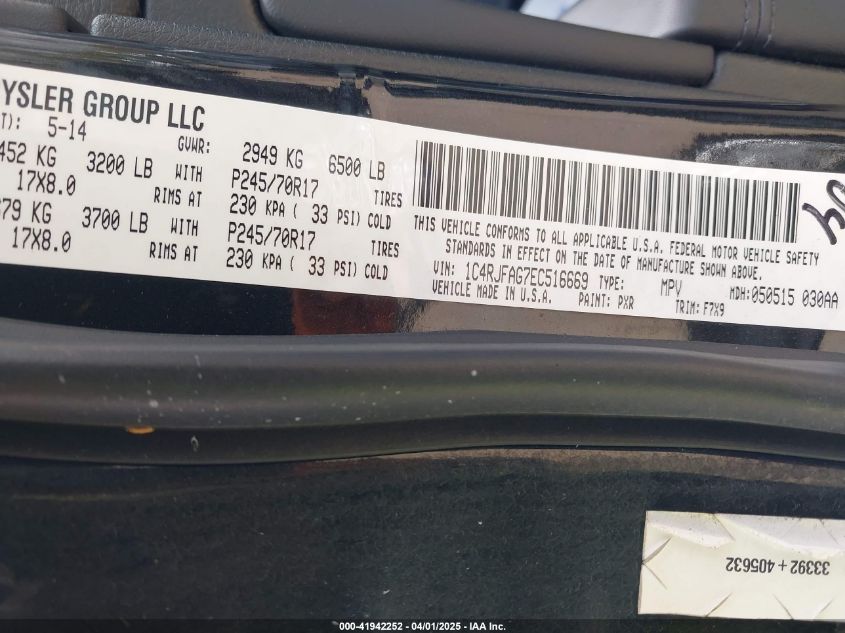 YSLER GROUP LLC
T): 5-14 GVWR: 2949 KG 6500 LB
452 KG 3200 LB WITH P245/70R17 TIRES
17X8.0 RIMS AT 230 KPA ( 33 PSI) COLD
79 KG 3700 LB WITH P245/70R17 TIRES
17X8.0 RIMS AT 230 KPA ( 33 PSI) COLD
THIS VEHICLE CONFORMS TO ALL APPLICABLE U.S.A. FEDERAL MOTOR VEHICLE SAFETY
STANDARDS IN EFFECT ON THE DATE OF MANUFACTURE SHOWN ABOVE.
VIN: 1C4RJFAG7EC516669 TYPE: MPV MDH:050515 030AA
VEHICLE MADE IN U.S.A. PAINT: PXR TRIM: F7X9
33392 + 405632
000-41942252 - 04/01/2025 - IAA Inc.